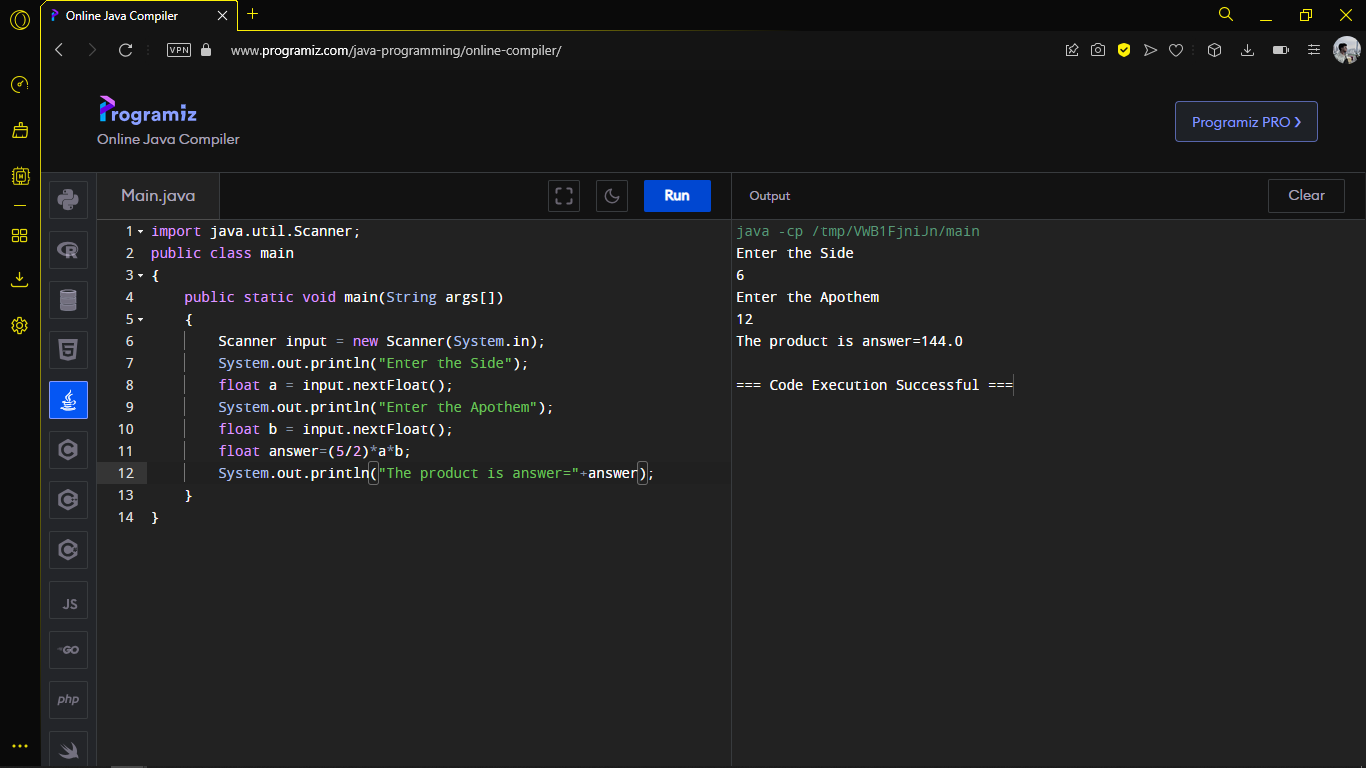 Online Java Compiler
VPN
www.programiz.com/java-programming/online-compiler/
Programiz
Online Java Compiler
Programiz PRO ❯
Main.java
Run
Output
Clear
1 import java.util.Scanner;
2 public class main
3 {
4     public static void main(String args[])
5     {
6         Scanner input = new Scanner(System.in);
7         System.out.println("Enter the Side");
8         float a = input.nextFloat();
9         System.out.println("Enter the Apothem");
10         float b = input.nextFloat();
11         float answer=(5/2)*a*b;
12         System.out.println("The product is answer="+answer);
13     }
14 }
java -cp /tmp/VWB1FjniJn/main
Enter the Side
6
Enter the Apothem
12
The product is answer=144.0
=== Code Execution Successful ===
M
R
5
C
C
C
JS
GO
php